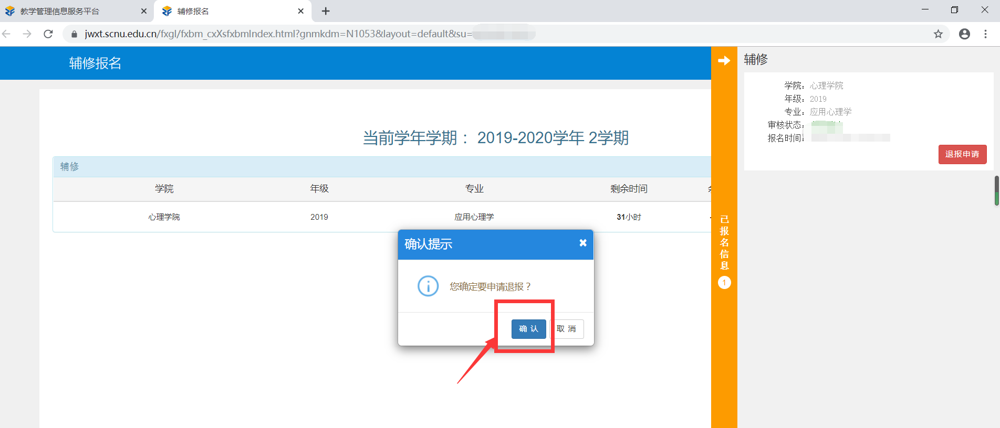 教学管理信息服务平台
辅修报名
jwxt.scnu.edu.cn/fxgl/fxbm_cxXsfxbmIndex.html?gnmkdm=N1053&layout=default&su=
辅修报名
当前学年学期： 2019-2020学年 2学期
辅修
学院 年级 专业 剩余时间
心理学院 2019 应用心理学 31小时
确认提示
您确定要申请退报？
确 认
取 消
已报名信息
1
辅修
学院： 心理学院
年级： 2019
专业： 应用心理学
审核状态：
报名时间：
退报申请